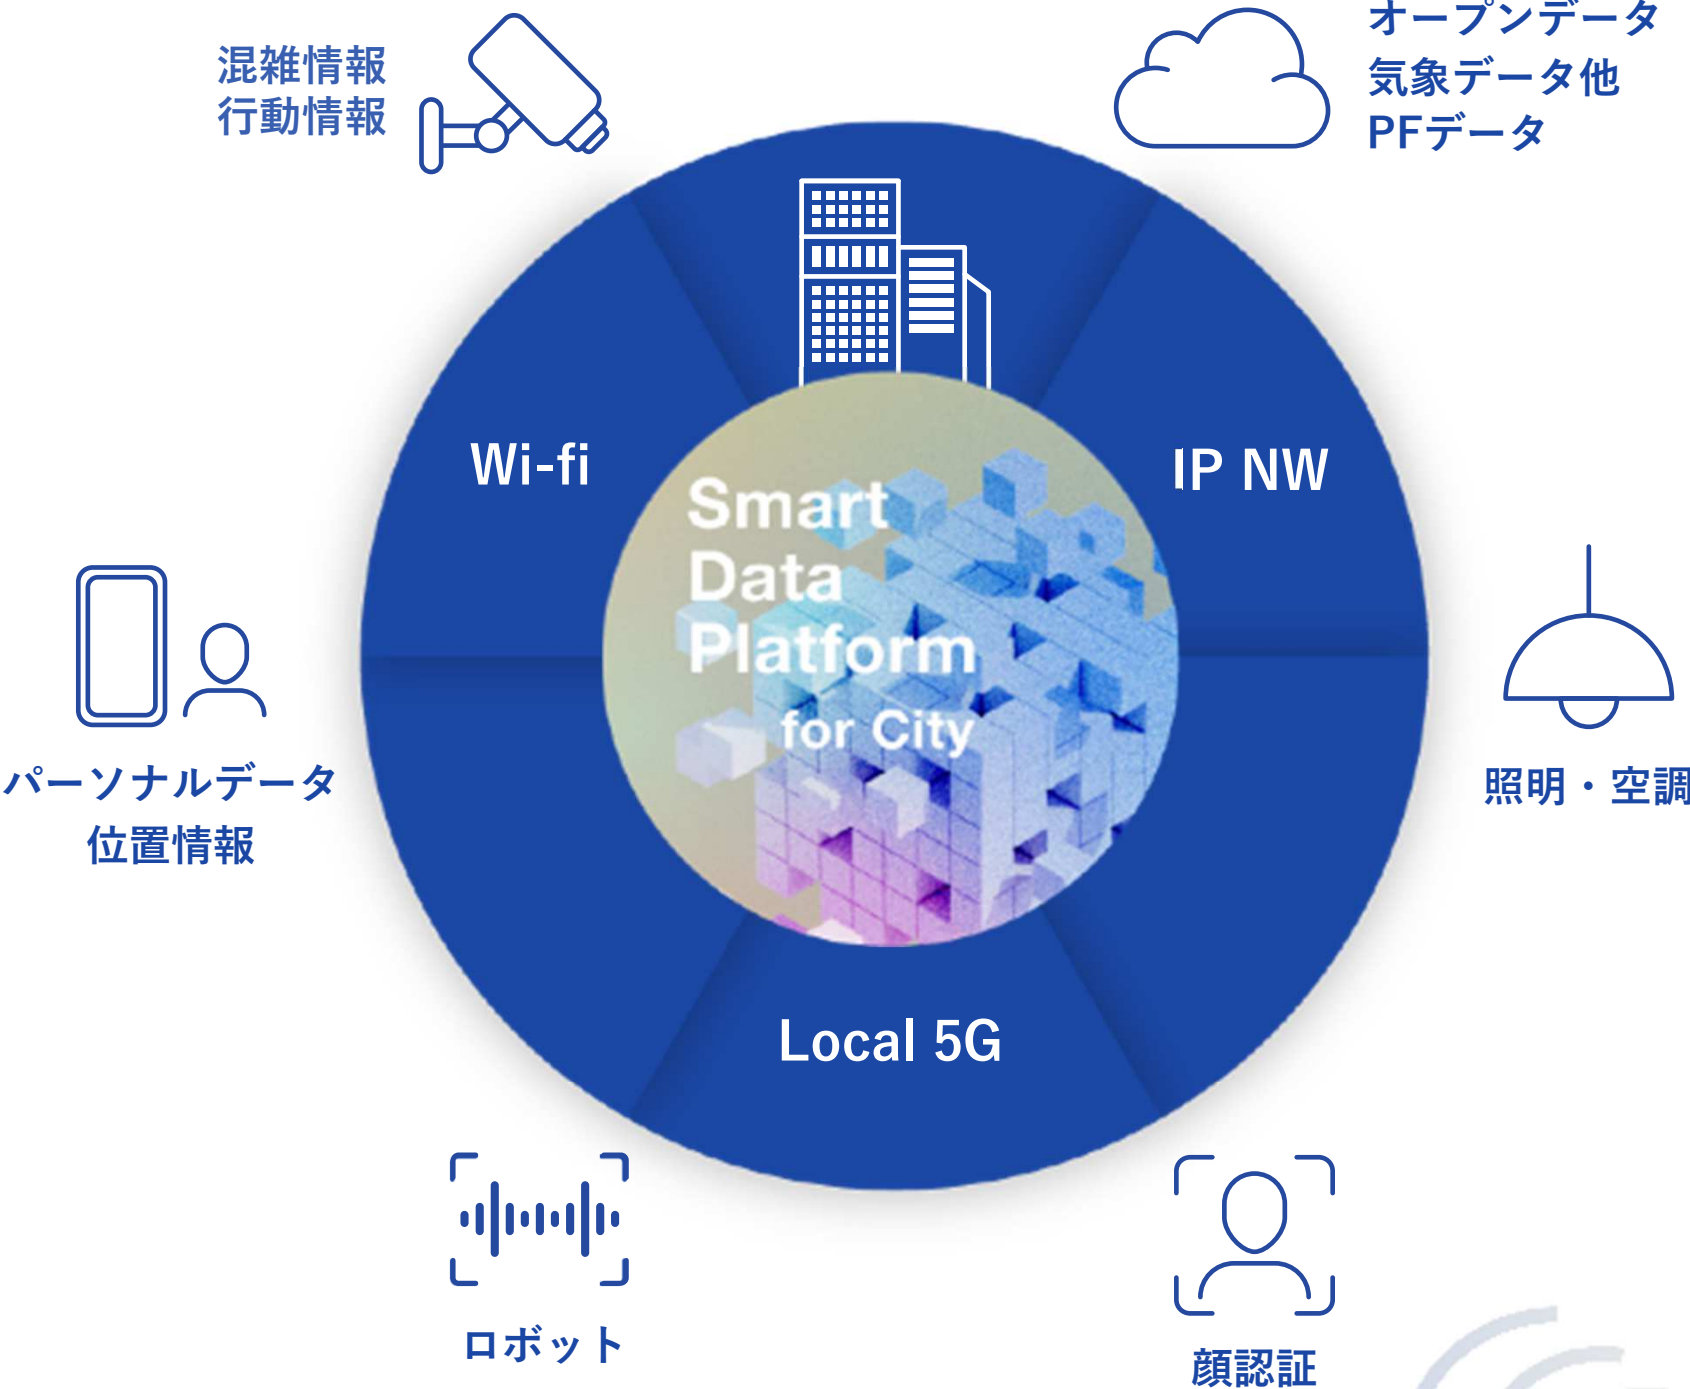 混雑情報
行動情報
オープンデータ
気象データ他
PFデータ
Wi-fi
IP NW
Smart
Data
Platform
for City
パーソナルデータ
位置情報
照明・空調
Local 5G
ロボット
顔認証